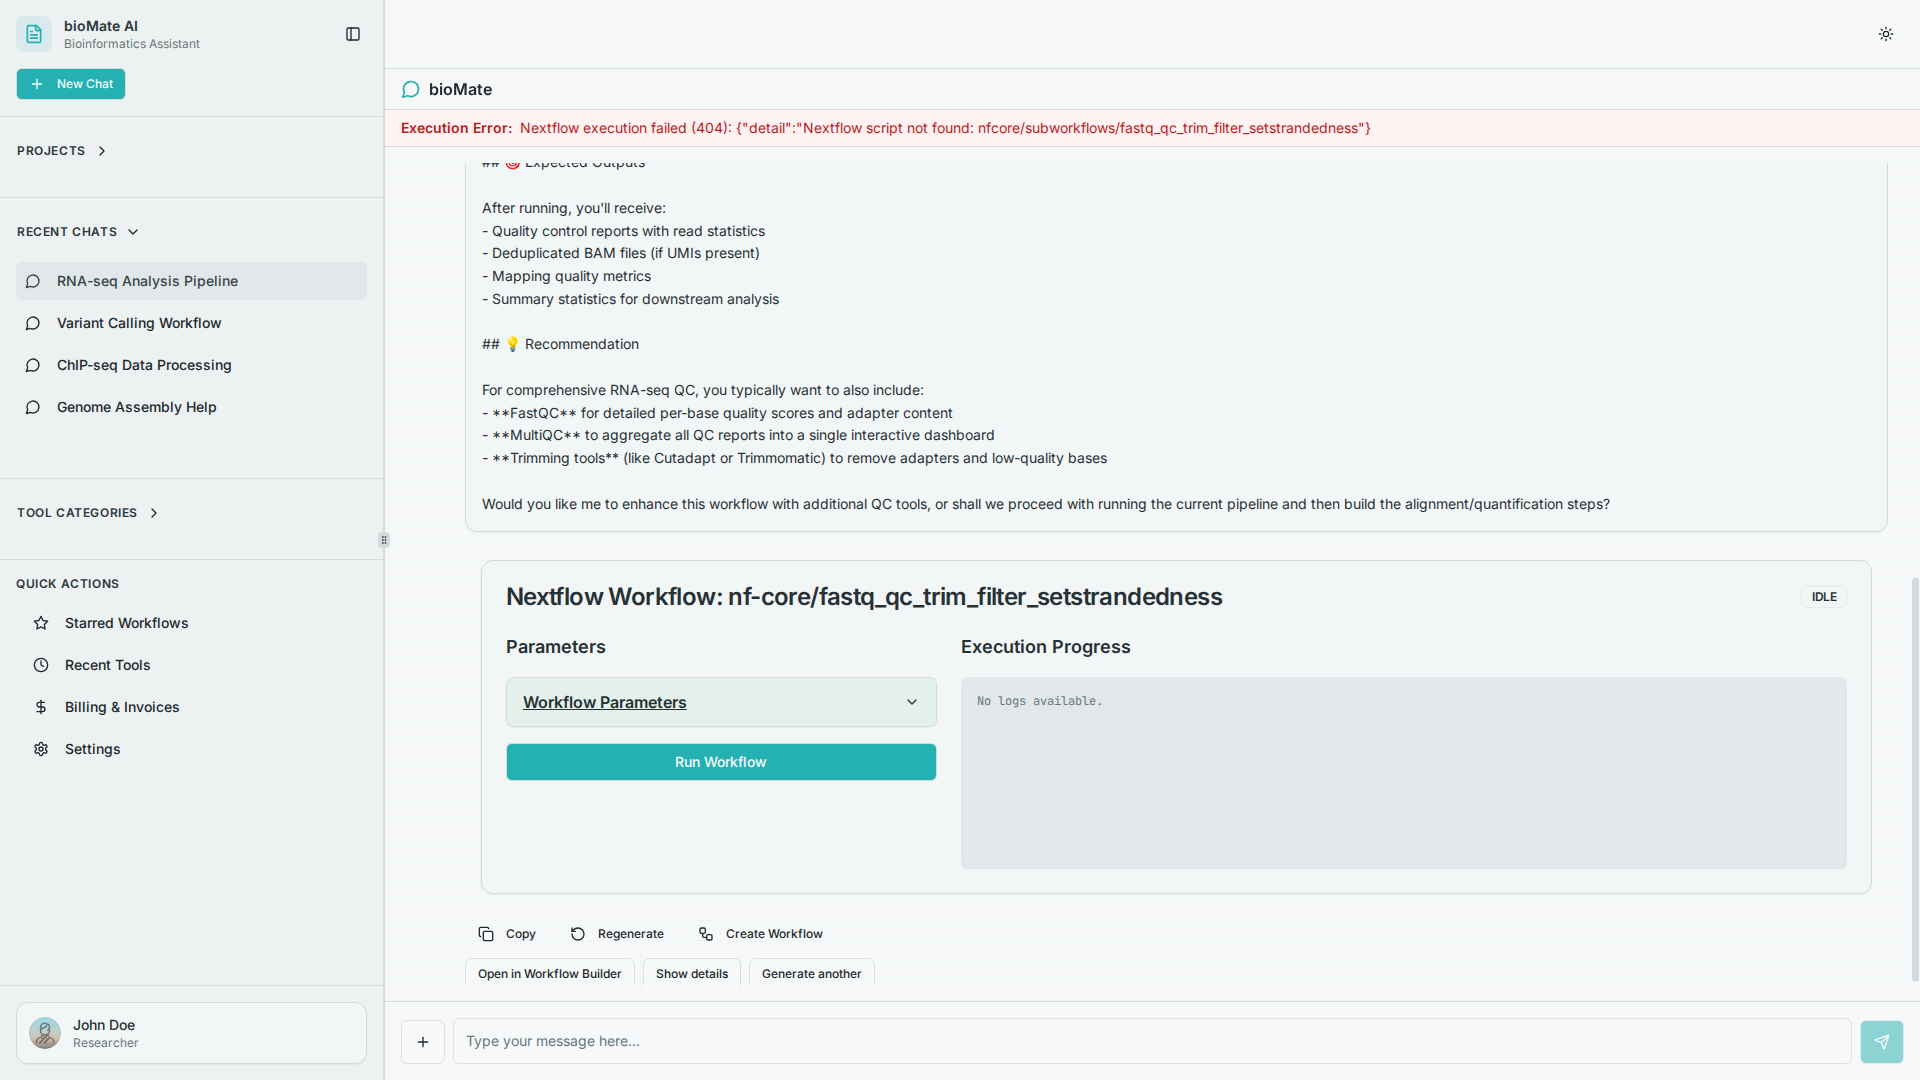 bioMate AI
Bioinformatics Assistant
New Chat
PROJECTS
RECENT CHATS
RNA-seq Analysis Pipeline
Variant Calling Workflow
ChIP-seq Data Processing
Genome Assembly Help
TOOL CATEGORIES
QUICK ACTIONS
Starred Workflows
Recent Tools
Billing & Invoices
Settings
John Doe
Researcher
bioMate
Execution Error: Nextflow execution failed (404): {"detail":"Nextflow script not found: nfcore/subworkflows/fastq_qc_trim_filter_setstrandedness"}
## 🎯 Expected Outputs
After running, you'll receive:
- Quality control reports with read statistics
- Deduplicated BAM files (if UMIs present)
- Mapping quality metrics
- Summary statistics for downstream analysis
## 💡 Recommendation
For comprehensive RNA-seq QC, you typically want to also include:
- **FastQC** for detailed per-base quality scores and adapter content
- **MultiQC** to aggregate all QC reports into a single interactive dashboard
- **Trimming tools** (like Cutadapt or Trimmomatic) to remove adapters and low-quality bases
Would you like me to enhance this workflow with additional QC tools, or shall we proceed with running the current pipeline and then build the alignment/quantification steps?
Nextflow Workflow: nf-core/fastq_qc_trim_filter_setstrandedness
IDLE
Parameters
Workflow Parameters
Run Workflow
Execution Progress
No logs available.
Copy
Regenerate
Create Workflow
Open in Workflow Builder
Show details
Generate another
Type your message here...